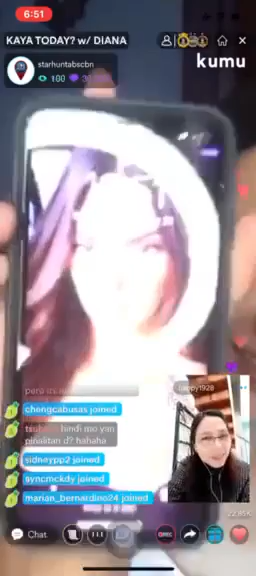 6:51
KAYA TODAY? w/ DIANA
kumu
starhuntabscbn
100
chengcabusas joined
hindi mo yan
pinakitan d? hahaha
sidneypp2 joined
syncmckdy joined
marian_bernardino24 joined
Chat